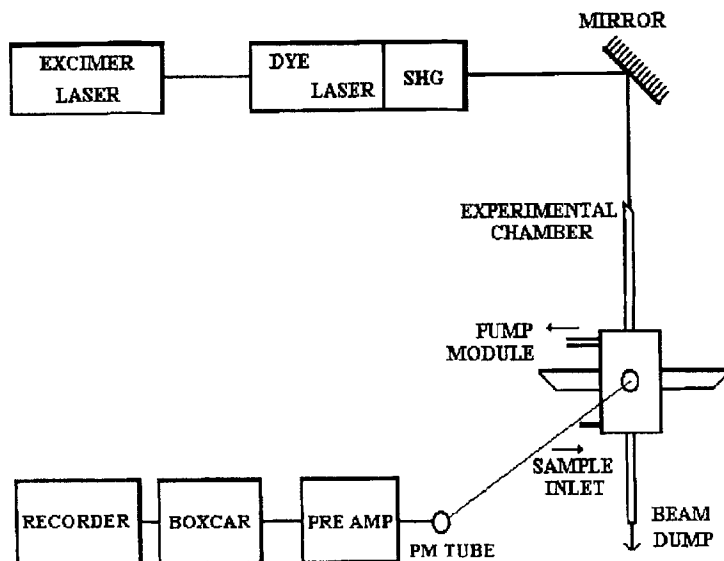 MIRROR
EXCIMER
LASER
DYE
LASER
SHG
EXPERIMENTAL
CHAMBER
PUMP
MODULE
SAMPLE
INLET
RECORDER
BOXCAR
PRE AMP
PM TUBE
BEAM
DUMP